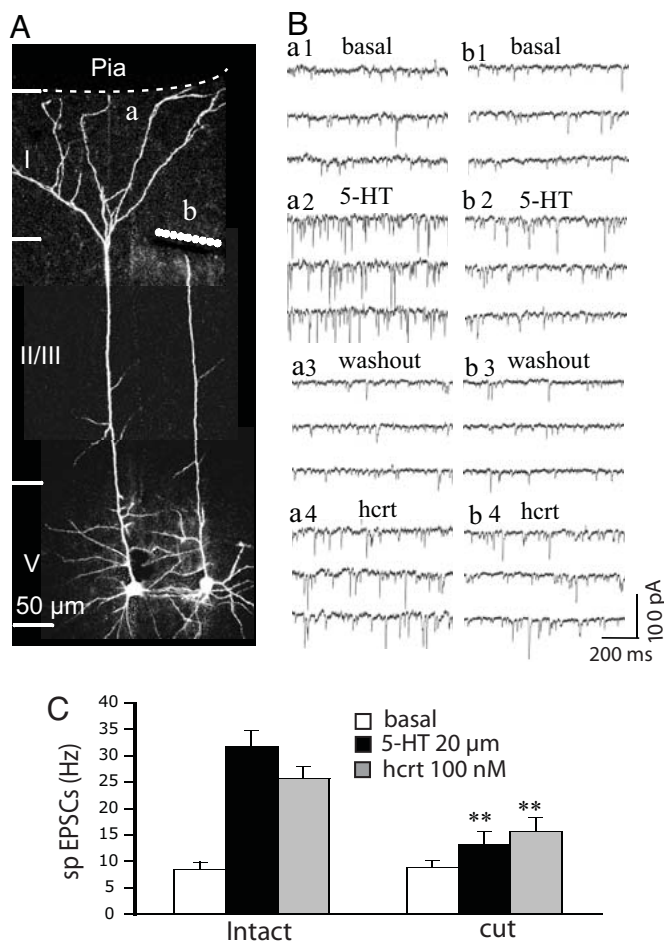 A
Pia
a
I
b
II/III
V
50 μm
B
a1 basal
b1 basal
a2 5-HT
b2 5-HT
a3 washout
b3 washout
a4 hcrt
b4 hcrt
100 pA
200 ms
C
sp EPSCs (Hz)
40
35
30
25
20
15
10
5
0
basal
5-HT 20 μm
hcrt 100 nM
** **
Intact cut